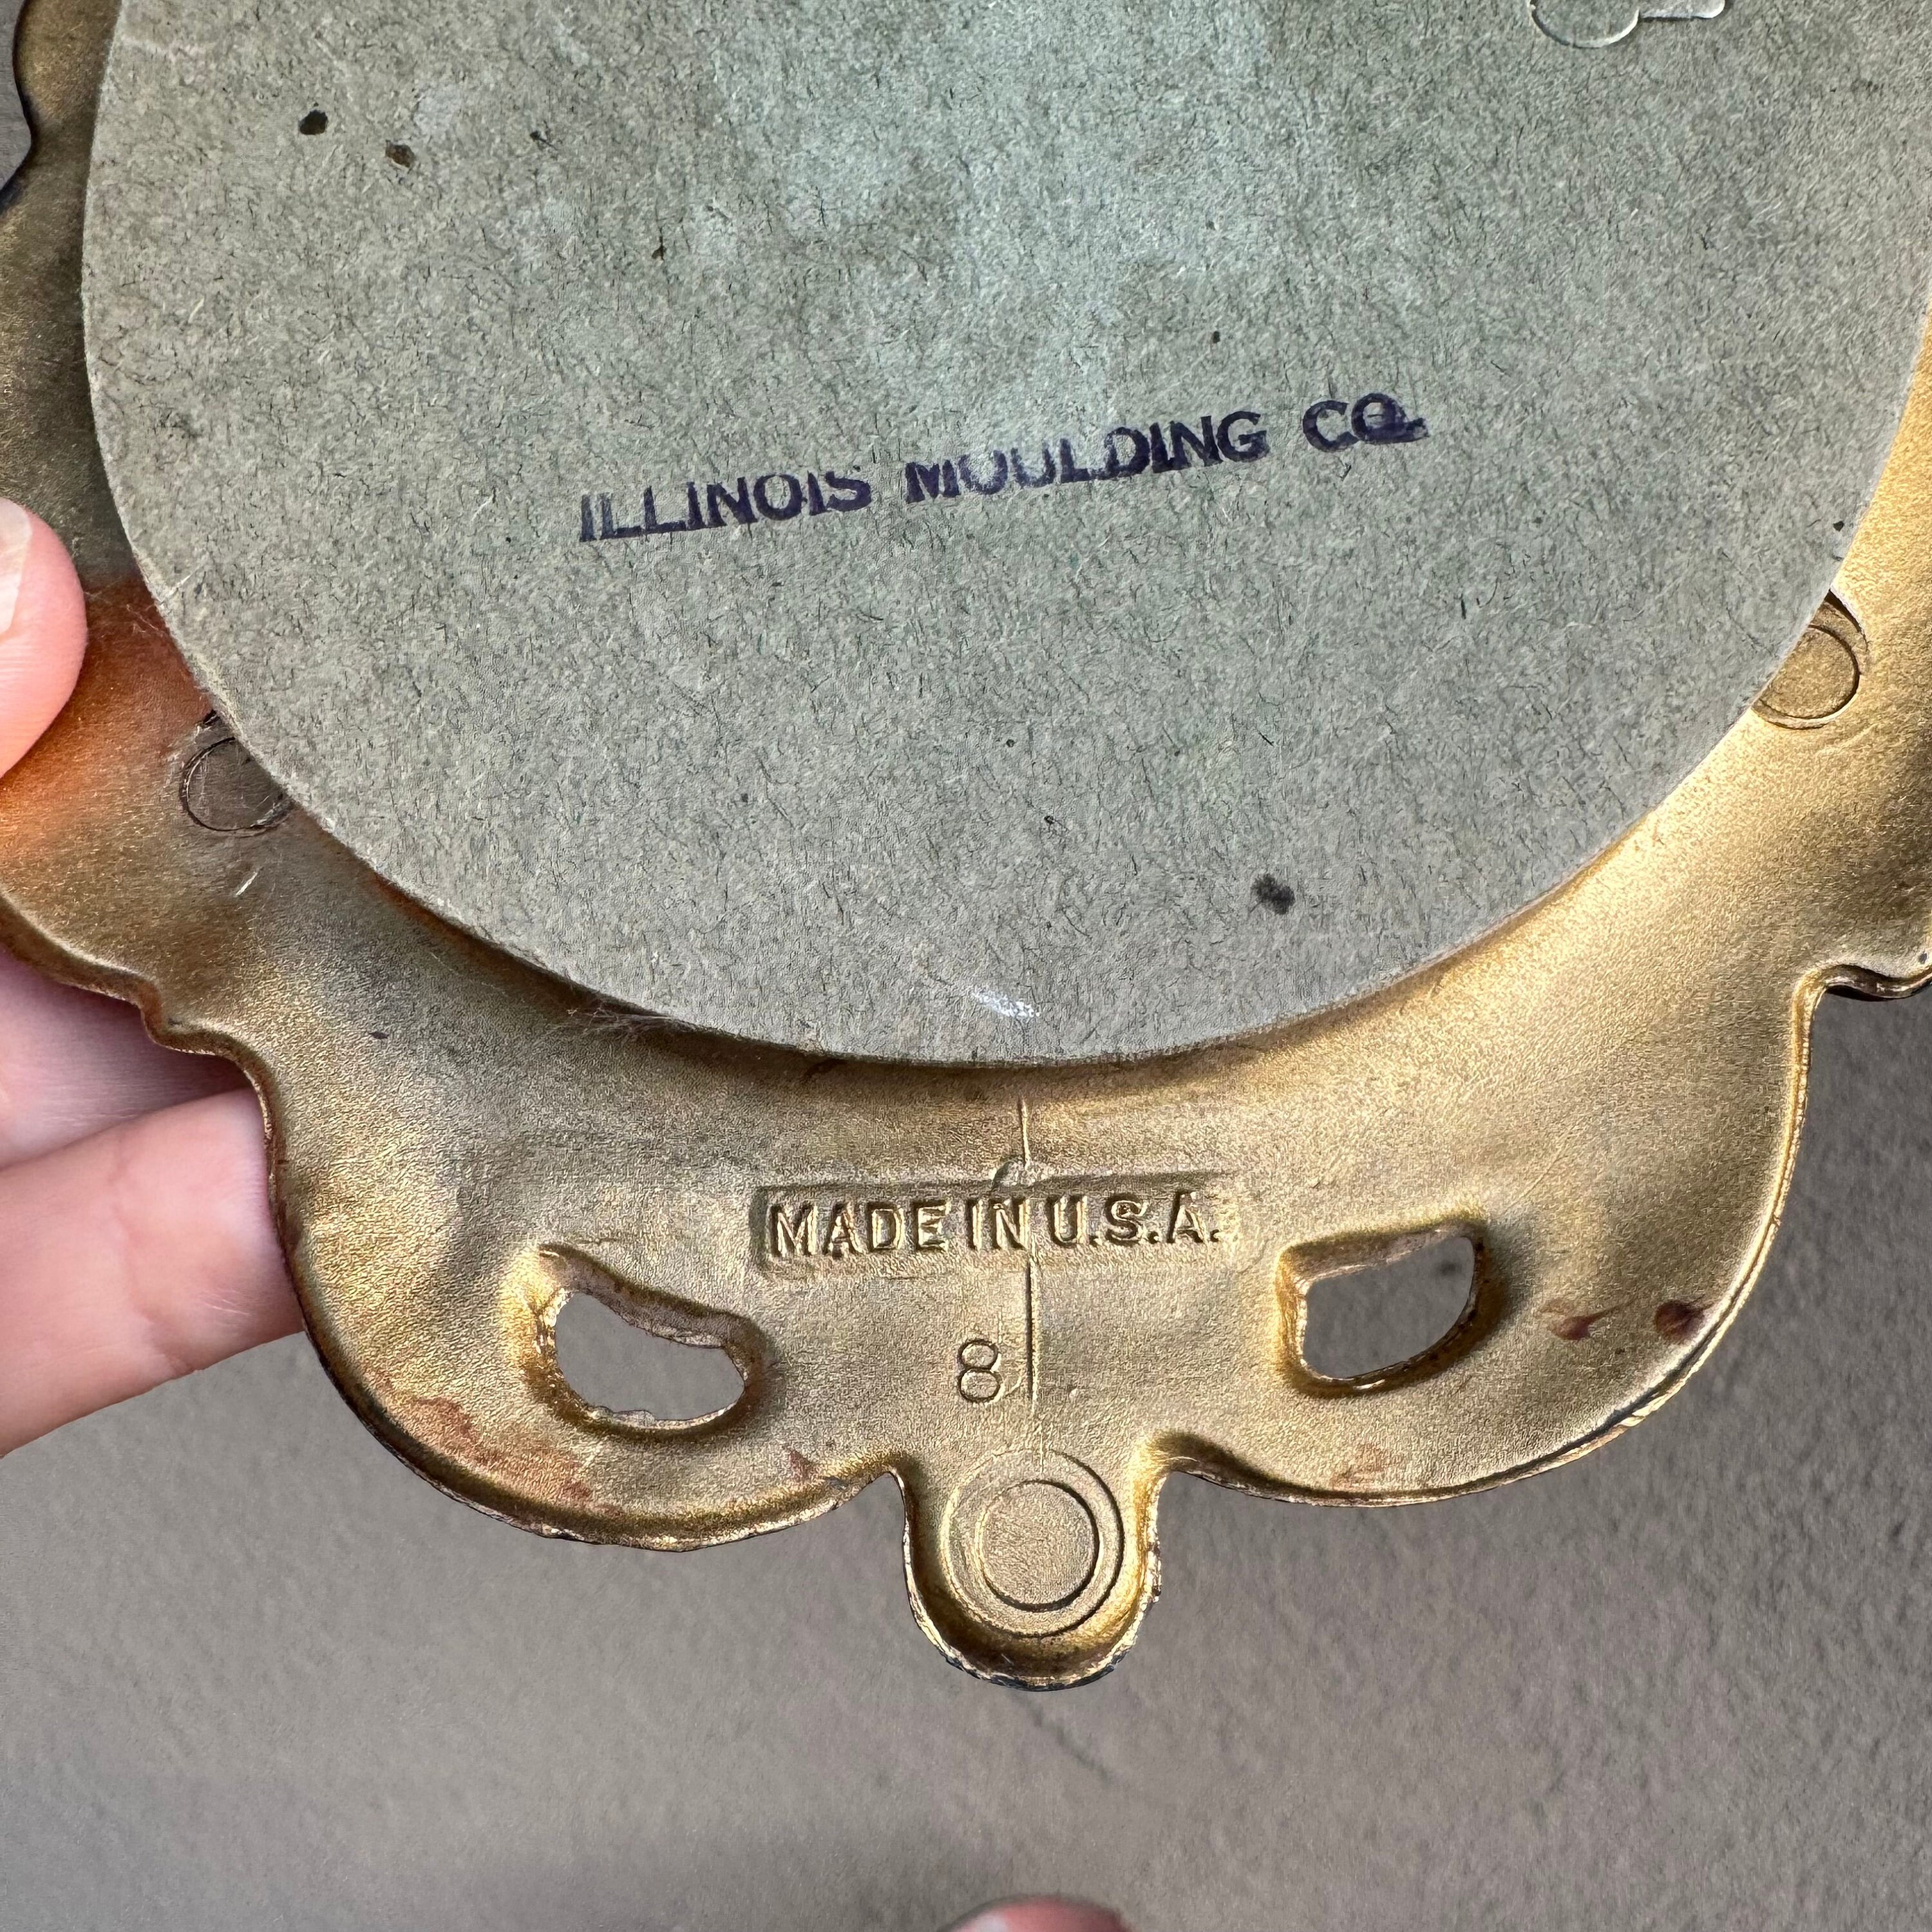 ILLINOIS MOULDING CO.
MADE IN U.S.A.
8